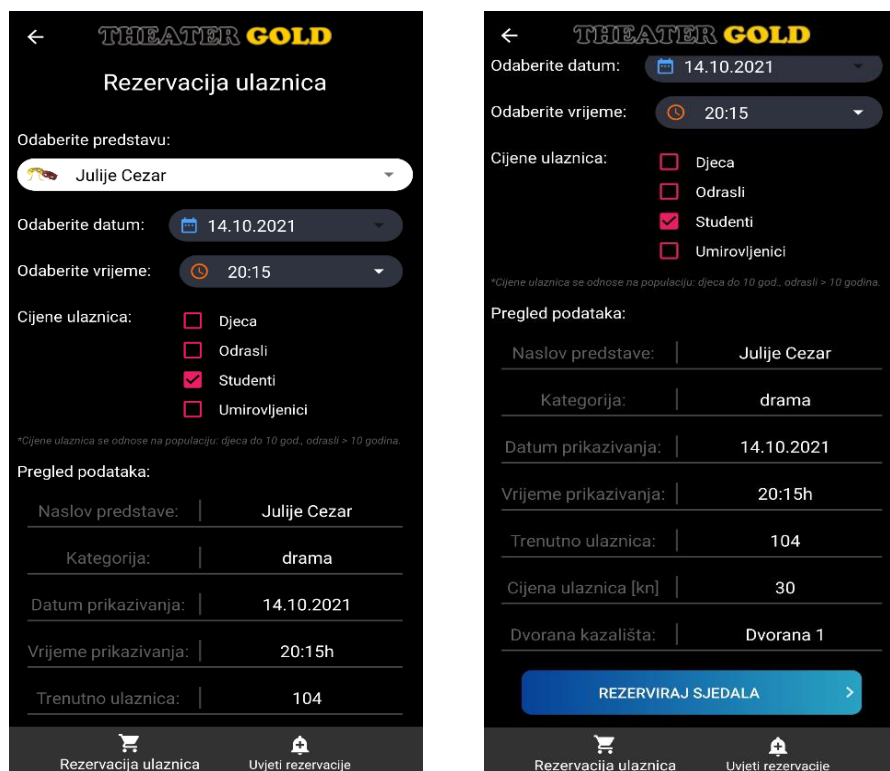 THEATER GOLD
Rezervacija ulaznica
Odaberite predstavu:
Julije Cezar
Odaberite datum: 14.10.2021
Odaberite vrijeme: 20:15
Cijene ulaznica: Djeca
Odrasli
Studenti
Umirovljenici
*Cijene ulaznica se odnose na populaciju: djeca do 10 god., odrasli > 10 godina.
Pregled podataka:
Naslov predstave: Julije Cezar
Kategorija: drama
Datum prikazivanja: 14.10.2021
Vrijeme prikazivanja: 20:15h
Trenutno ulaznica: 104
Rezervacija ulaznica Uvjeti rezervacije
THEATER GOLD
Odaberite datum: 14.10.2021
Odaberite vrijeme: 20:15
Cijene ulaznica: Djeca
Odrasli
Studenti
Umirovljenici
*Cijene ulaznica se odnose na populaciju: djeca do 10 god., odrasli > 10 godina.
Pregled podataka:
Naslov predstave: Julije Cezar
Kategorija: drama
Datum prikazivanja: 14.10.2021
Vrijeme prikazivanja: 20:15h
Trenutno ulaznica: 104
Cijena ulaznica [kn] 30
Dvorana kazališta: Dvorana 1
REZERVIRAJ SJEDALA
Rezervacija ulaznica Uvjeti rezervacije